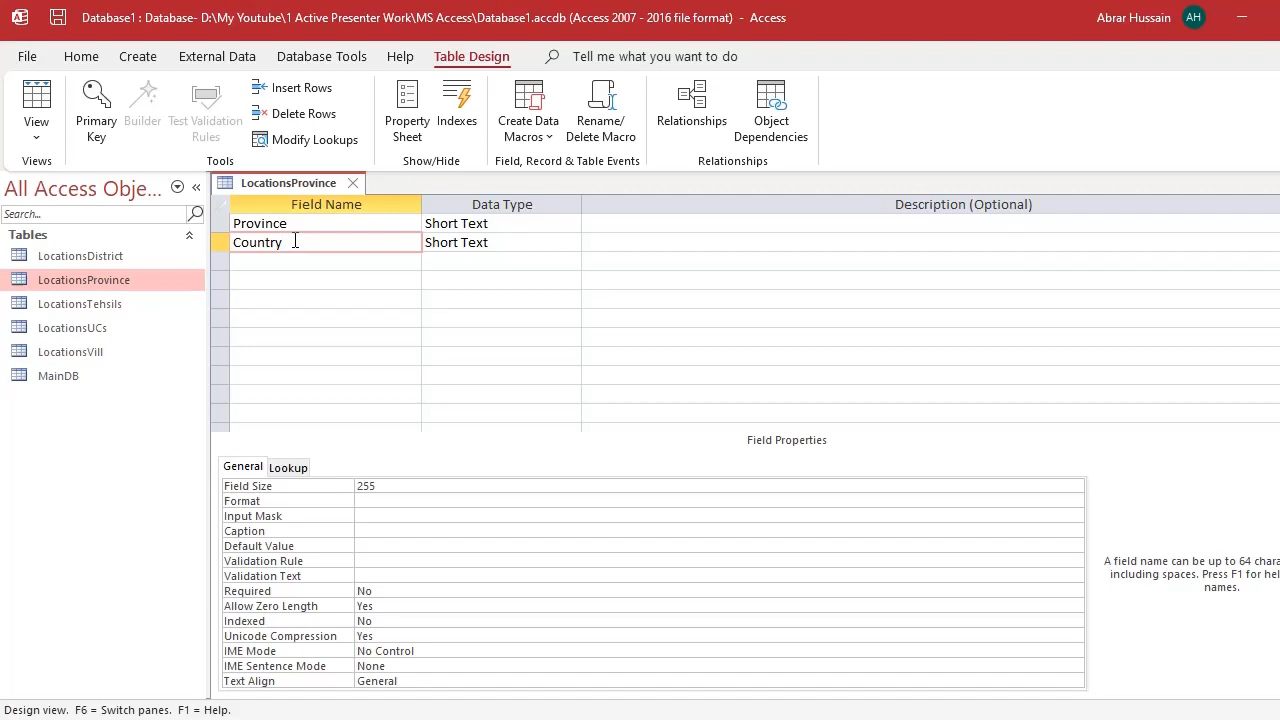 Database1 : Database- D:\My Youtube\1 Active Presenter Work\MS Access\Database1.accdb (Access 2007 - 2016 file format) - Access
Abrar Hussain AH
File Home Create External Data Database Tools Help Table Design Tell me what you want to do
View
Primary Key
Builder
Test Validation Rules
Insert Rows
Delete Rows
Modify Lookups
Property Sheet
Indexes
Create Data Macros
Rename/ Delete Macro
Relationships
Object Dependencies
Views Tools Show/Hide Field, Record & Table Events Relationships
All Access Obje...
Search...
Tables
LocationsDistrict
LocationsProvince
LocationsTehsils
LocationsUCs
LocationsVill
MainDB
LocationsProvince
Field Name Data Type Description (Optional)
Province Short Text
Country Short Text
Field Properties
General Lookup
Field Size 255
Format
Input Mask
Caption
Default Value
Validation Rule
Validation Text
Required No
Allow Zero Length Yes
Indexed No
Unicode Compression Yes
IME Mode No Control
IME Sentence Mode None
Text Align General
A field name can be up to 64 chara
including spaces. Press F1 for hel
names.
Design view. F6 = Switch panes. F1 = Help.